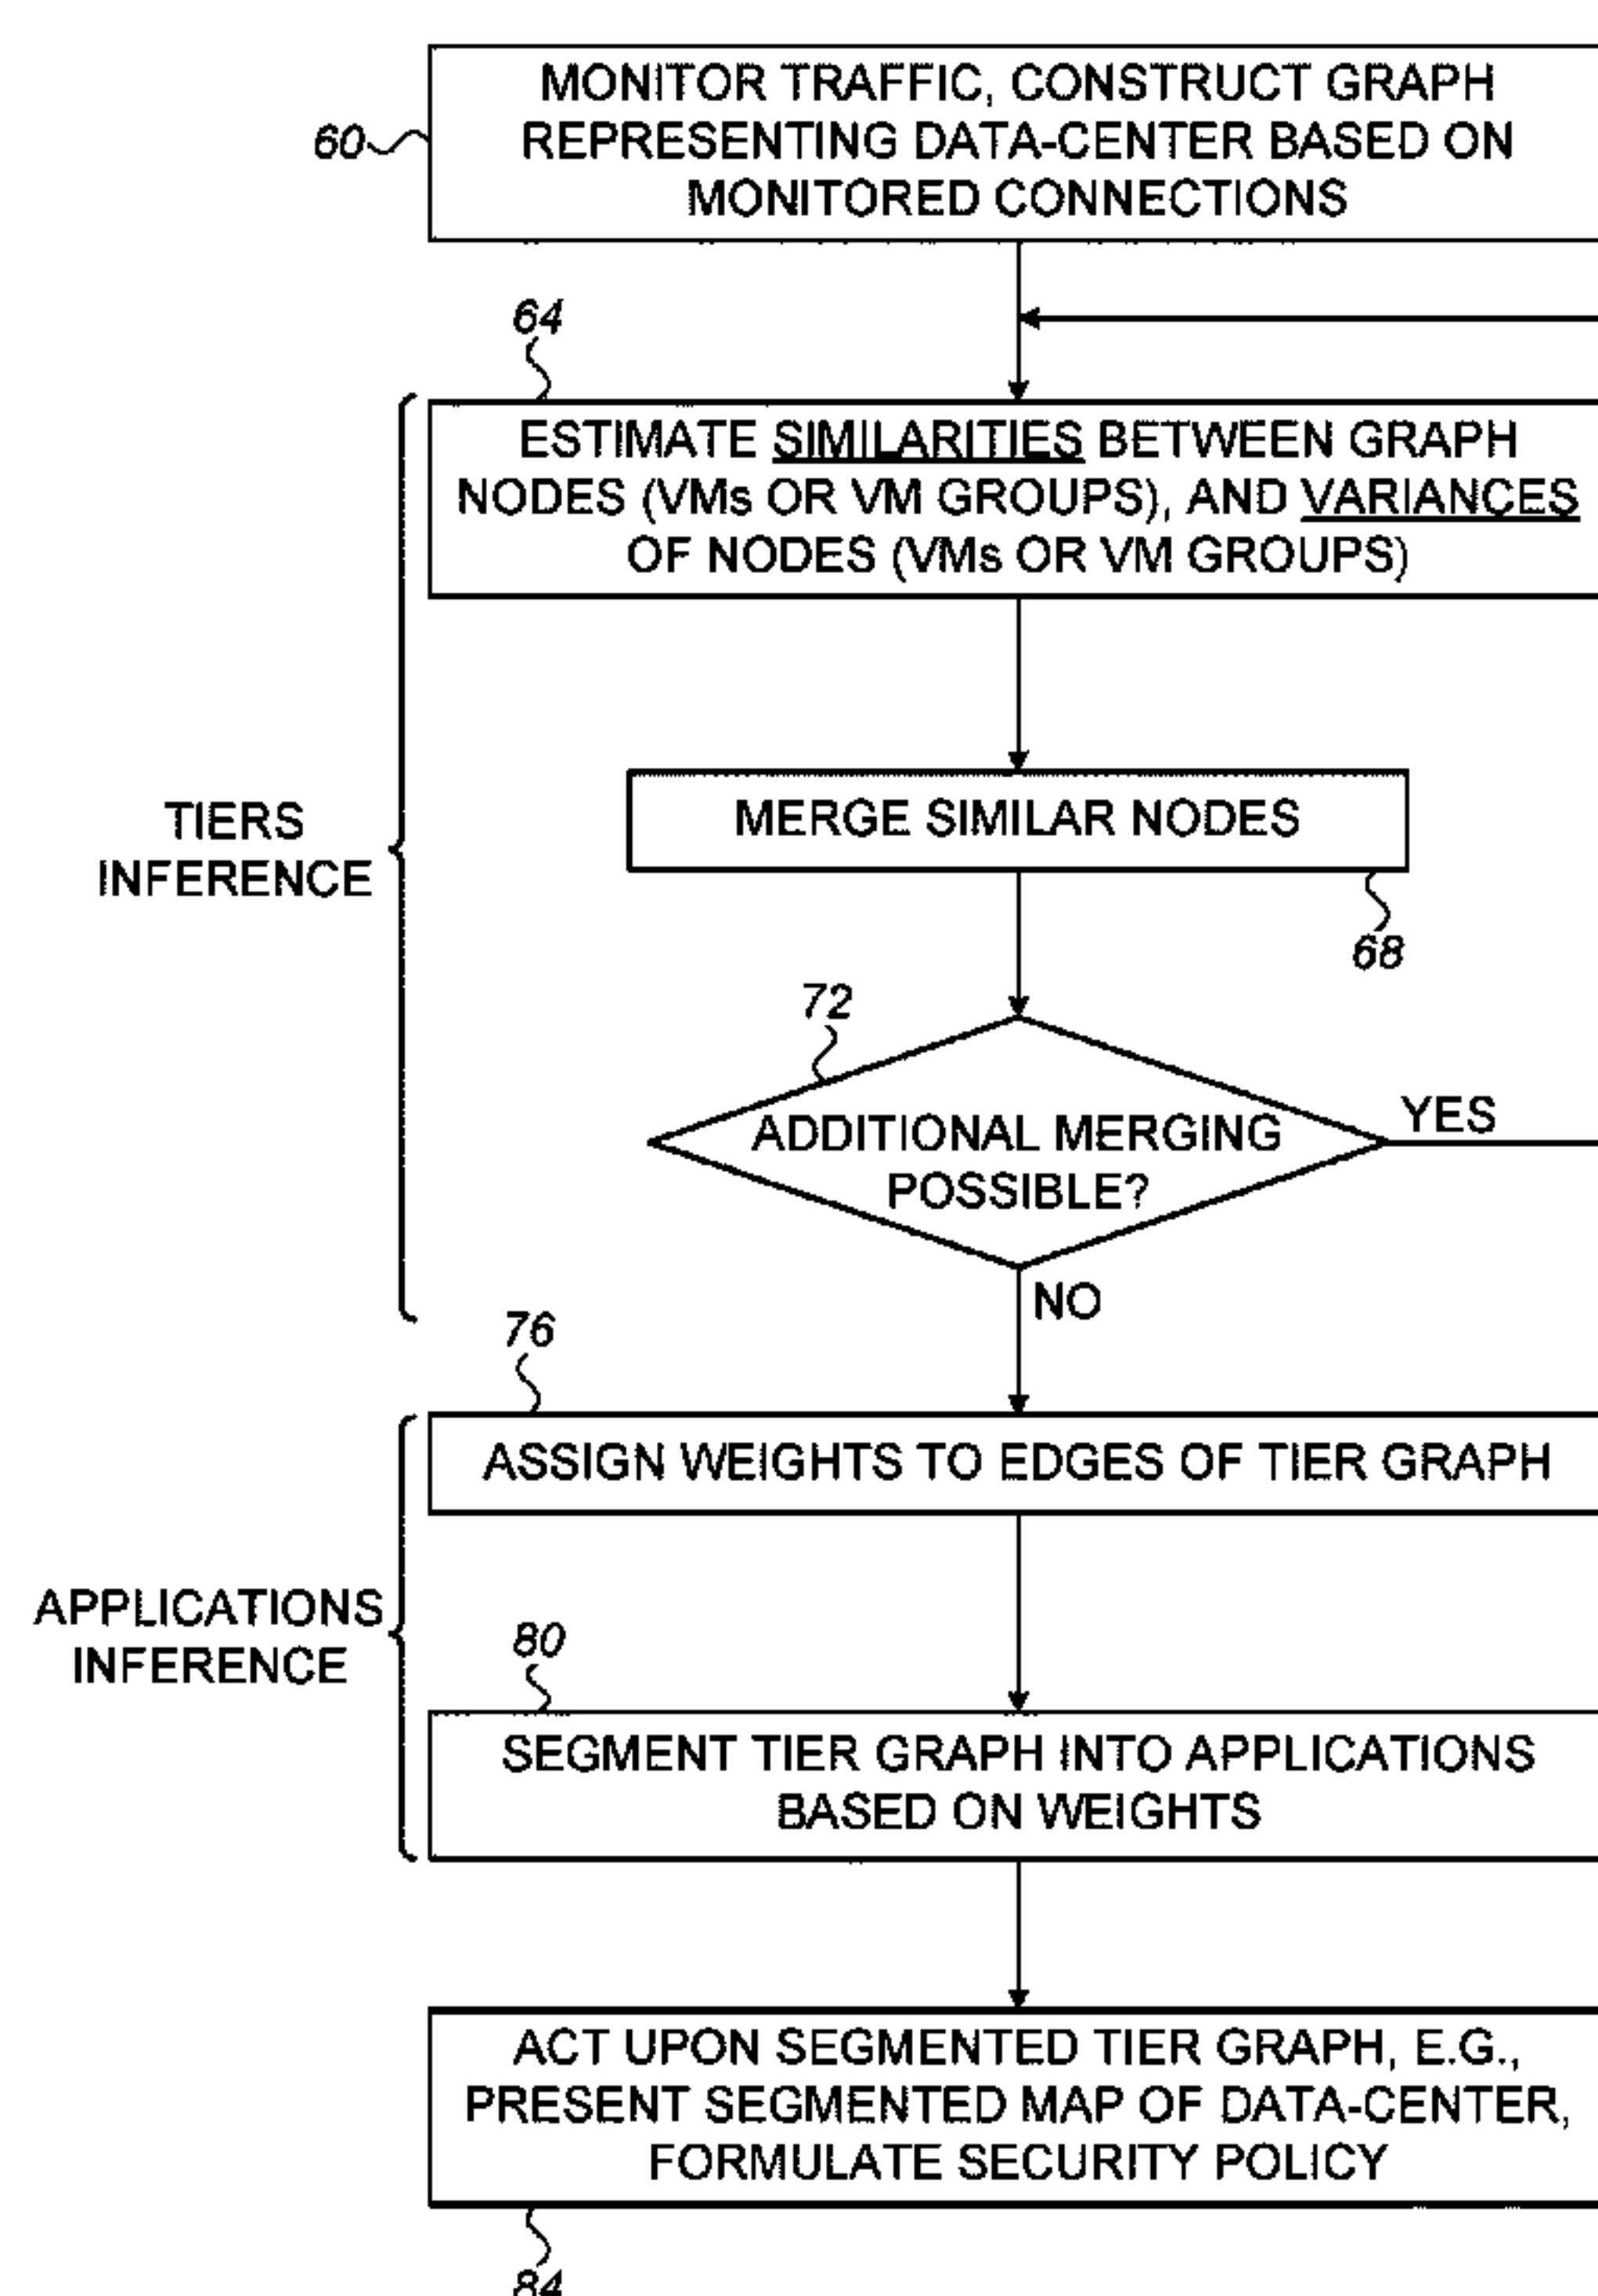 MONITOR TRAFFIC, CONSTRUCT GRAPH
REPRESENTING DATA-CENTER BASED ON
MONITORED CONNECTIONS
60
64
ESTIMATE SIMILARITIES BETWEEN GRAPH
NODES (VMs OR VM GROUPS), AND VARIANCES
OF NODES (VMs OR VM GROUPS)
TIERS
INFERENCE
MERGE SIMILAR NODES
68
72
ADDITIONAL MERGING
POSSIBLE?
YES
NO
76
ASSIGN WEIGHTS TO EDGES OF TIER GRAPH
APPLICATIONS
INFERENCE
80
SEGMENT TIER GRAPH INTO APPLICATIONS
BASED ON WEIGHTS
ACT UPON SEGMENTED TIER GRAPH, E.G.,
PRESENT SEGMENTED MAP OF DATA-CENTER,
FORMULATE SECURITY POLICY
84